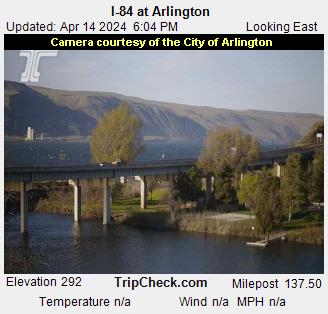 I-84 at Arlington
Updated: Apr 14 2024 6:04 PM Looking East
Camera courtesy of the City of Arlington
Elevation 292 TripCheck.com Milepost 137.50
Temperature n/a Wind n/a MPH n/a